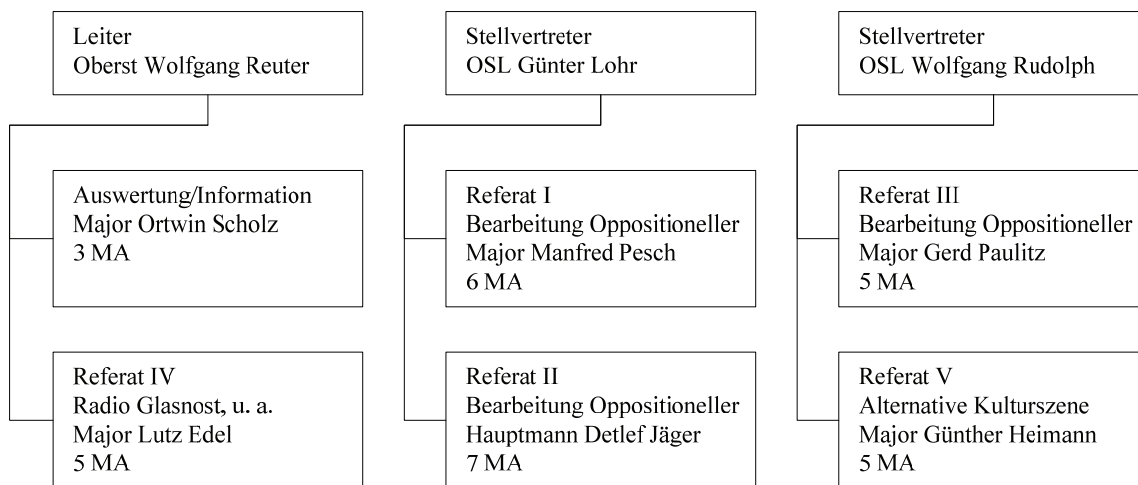 Leiter
Oberst Wolfgang Reuter
Stellvertreter
OSL Günter Lohr
Stellvertreter
OSL Wolfgang Rudolph
Auswertung/Information
Major Ortwin Scholz
3 MA
Referat I
Bearbeitung Oppositioneller
Major Manfred Pesch
6 MA
Referat III
Bearbeitung Oppositioneller
Major Gerd Paulitz
5 MA
Referat IV
Radio Glasnost, u. a.
Major Lutz Edel
5 MA
Referat II
Bearbeitung Oppositioneller
Hauptmann Detlef Jäger
7 MA
Referat V
Alternative Kulturszene
Major Günther Heimann
5 MA